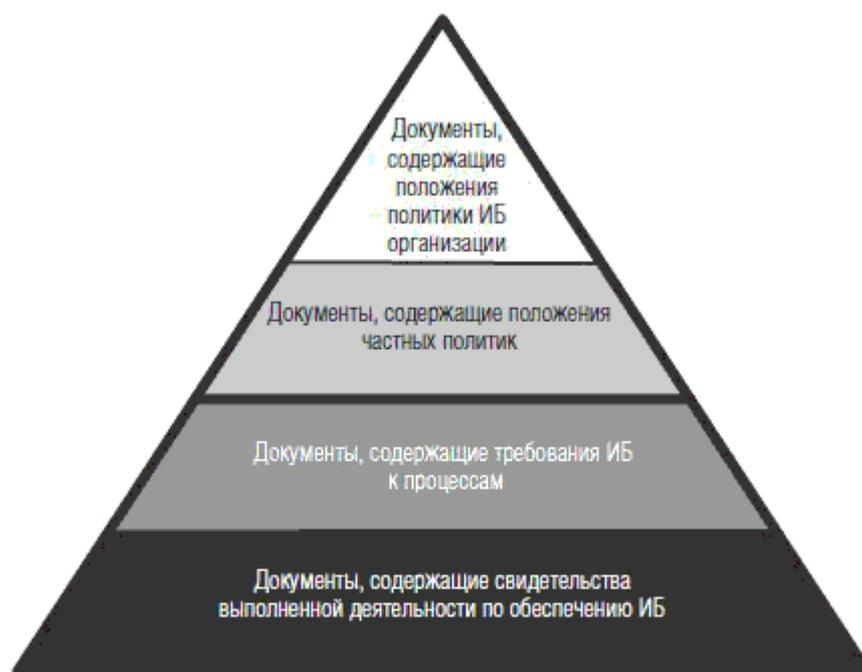 Документы,
содержащие
положения
политики ИБ
организации
Документы, содержащие положения
частных политик
Документы, содержащие требования ИБ
к процессам
Документы, содержащие свидетельства
выполненной деятельности по обеспечению ИБ